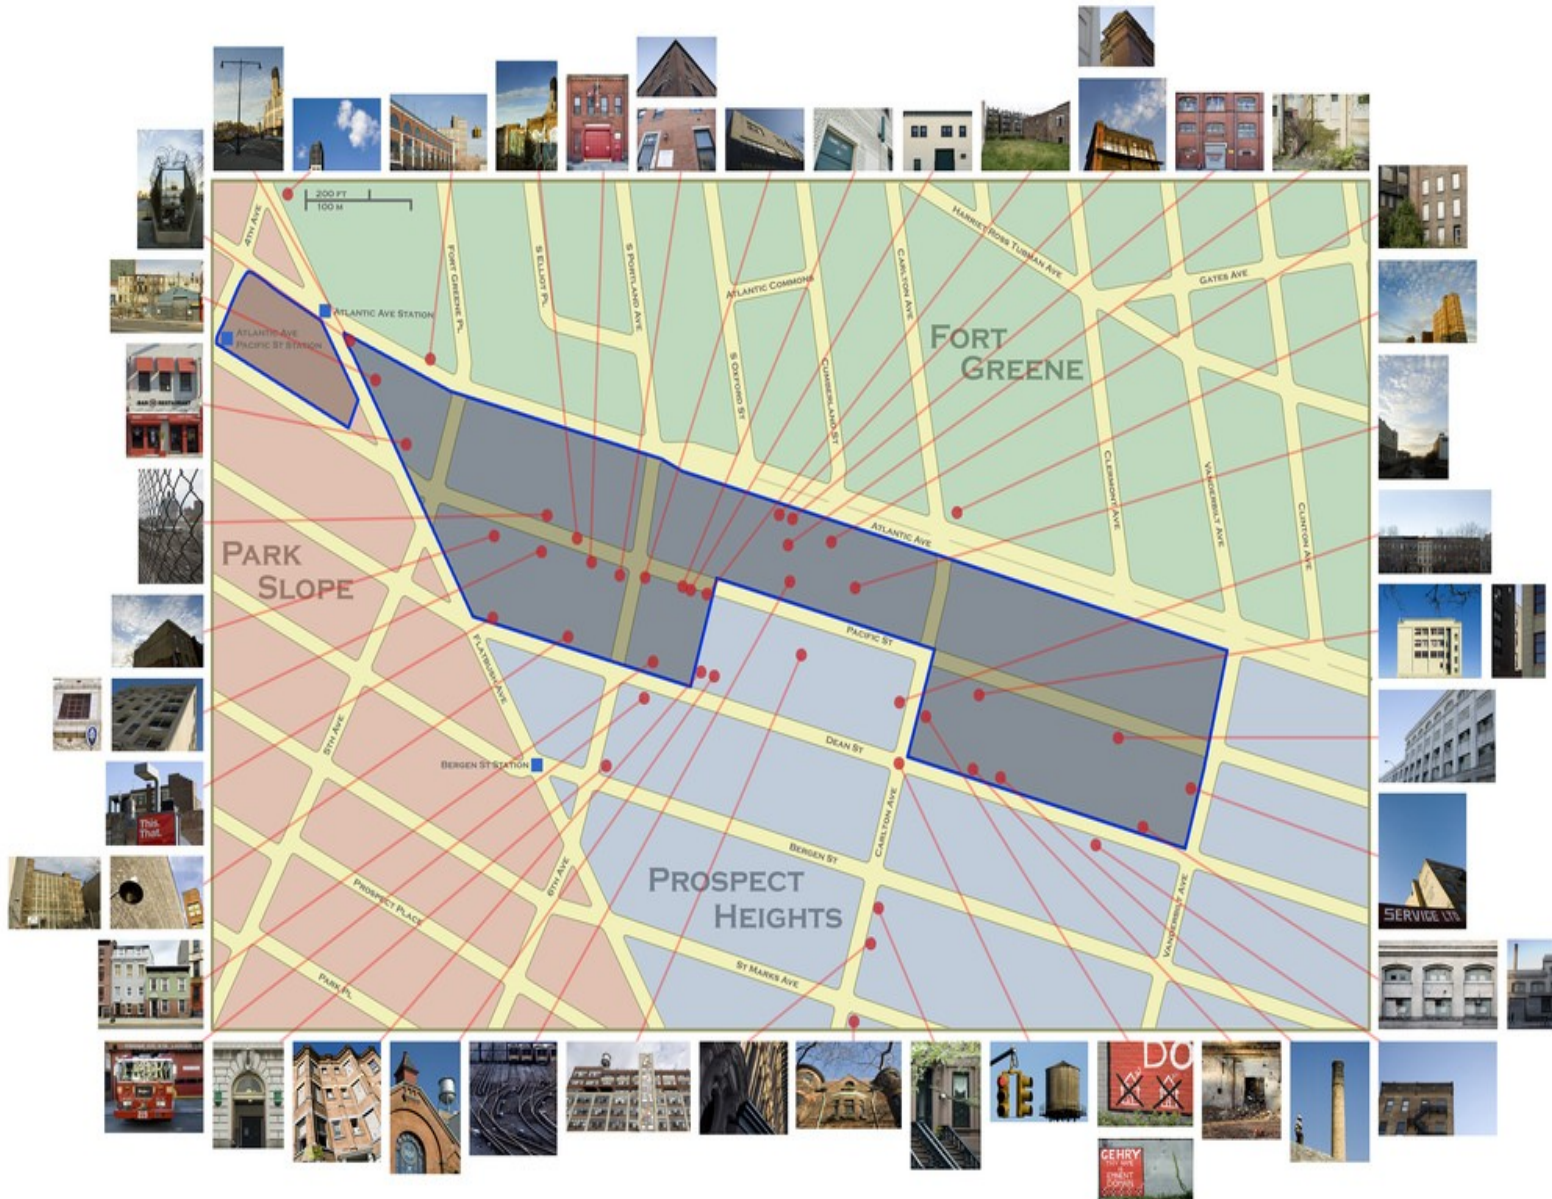 200 FT
100 M
4TH AVE
FORT GREENE PL
S ELLIOT PL
S PORTLAND AVE
ATLANTIC COMMONS
CARLTON AVE
HARRIET ROSS TUBMAN AVE
GATES AVE
ATLANTIC AVE STATION
ATLANTIC AVE
PACIFIC ST STATION
FORT
GREENE
S OXFORD ST
CUMBERLAND ST
CLERMONT AVE
VANDERBILT AVE
CLINTON AVE
ATLANTIC AVE
PARK
SLOPE
PACIFIC ST
FLATBUSH AVE
5TH AVE
DEAN ST
BERGEN ST STATION
CARLTON AVE
BERGEN ST
6TH AVE
PROSPECT
HEIGHTS
PROSPECT PLACE
VANDERBILT AVE
ST MARKS AVE
PARK PL
This.
That.
SERVICE LTD
DO
GEHRY